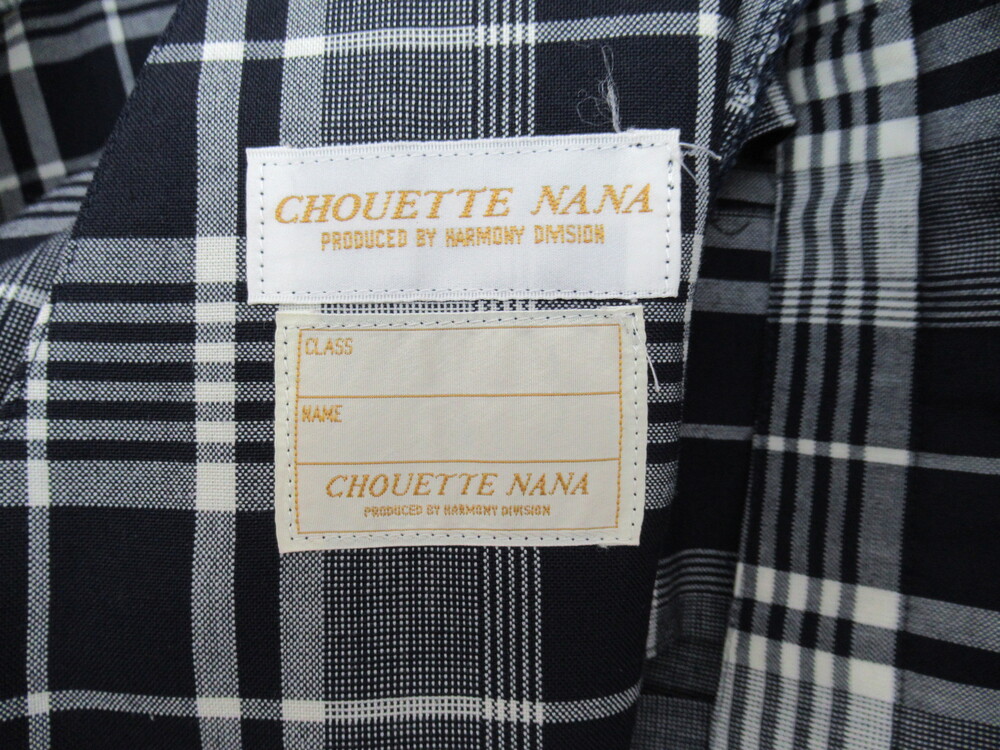 CHOUETTE NANA
PRODUCED BY HARMONY DIVISION
CLASS
NAME
CHOUETTE NANA
PRODUCED BY HARMONY DIVISION